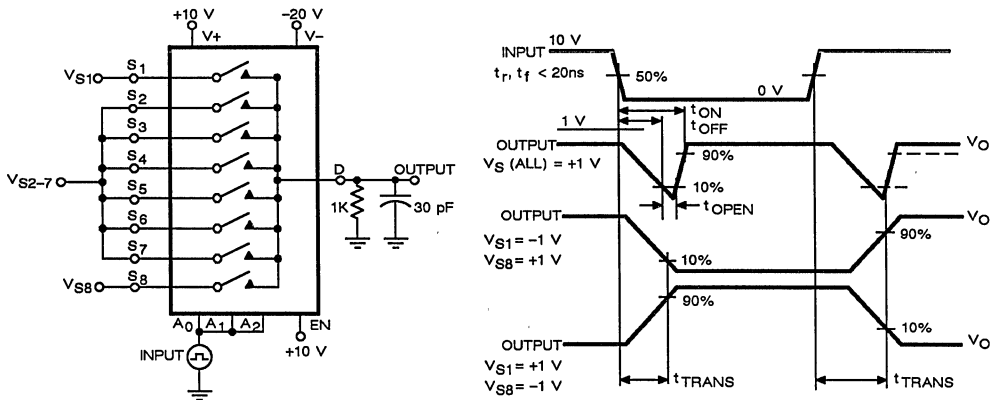 +10 V
-20 V
V+
V-
VS1
S1
S2
S3
S4
VS2-7
S5
S6
S7
VS8
S8
D
OUTPUT
1K
30 pF
A0
A1
A2
EN
+10 V
INPUT
10 V
INPUT
tr, tf < 20ns
50%
0 V
tON
tOFF
1 V
OUTPUT
VS (ALL) = +1 V
90%
VO
10%
tOPEN
OUTPUT
VS1= -1 V
VS8= +1 V
VO
90%
10%
90%
10%
OUTPUT
VO
VS1= +1 V
VS8= -1 V
tTRANS
tTRANS